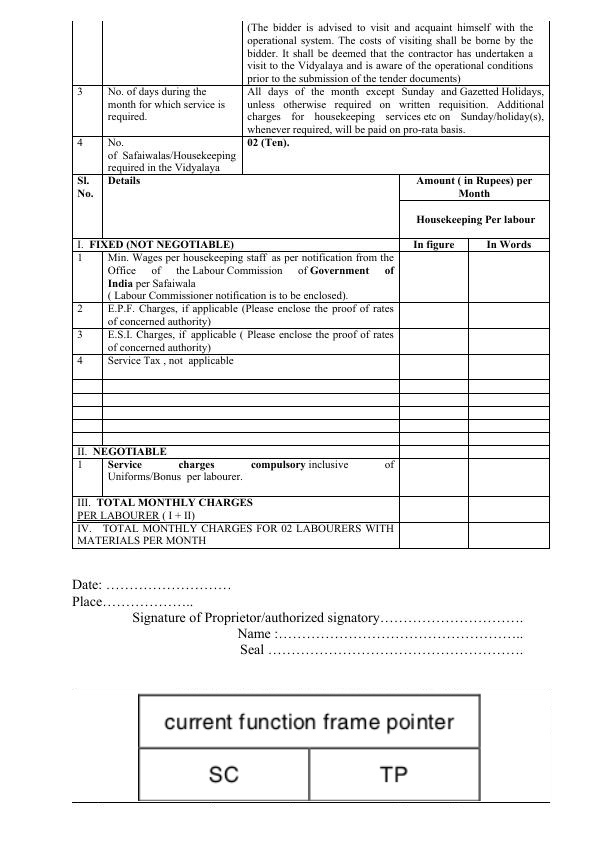 (The bidder is advised to visit and acquaint himself with the
operational system. The costs of visiting shall be borne by the
bidder. It shall be deemed that the contractor has undertaken a
visit to the Vidyalaya and is aware of the operational conditions
prior to the submission of the tender documents)
3 No. of days during the
month for which service is
required.
All days of the month except Sunday and Gazetted Holidays,
unless otherwise required on written requisition. Additional
charges for housekeeping services etc on Sunday/holiday(s),
whenever required, will be paid on pro-rata basis.
4 No.
of Safaiwalas/Housekeeping
required in the Vidyalaya
02 (Ten).
Sl.
No.
Details
Amount ( in Rupees) per
Month
Housekeeping Per labour
I. FIXED (NOT NEGOTIABLE) In figure In Words
1 Min. Wages per housekeeping staff as per notification from the
Office of the Labour Commission of Government of
India per Safaiwala
( Labour Commissioner notification is to be enclosed).
2 E.P.F. Charges, if applicable (Please enclose the proof of rates
of concerned authority)
3 E.S.I. Charges, if applicable ( Please enclose the proof of rates
of concerned authority)
4 Service Tax , not applicable
II. NEGOTIABLE
1 Service charges compulsory inclusive of
Uniforms/Bonus per labourer.
III. TOTAL MONTHLY CHARGES
PER LABOURER ( I + II)
IV. TOTAL MONTHLY CHARGES FOR 02 LABOURERS WITH
MATERIALS PER MONTH
Date: ………………………
Place………………..
Signature of Proprietor/authorized signatory……………………………
Name :……………………………………………..
Seal ………………………………………………
current function frame pointer
SC TP